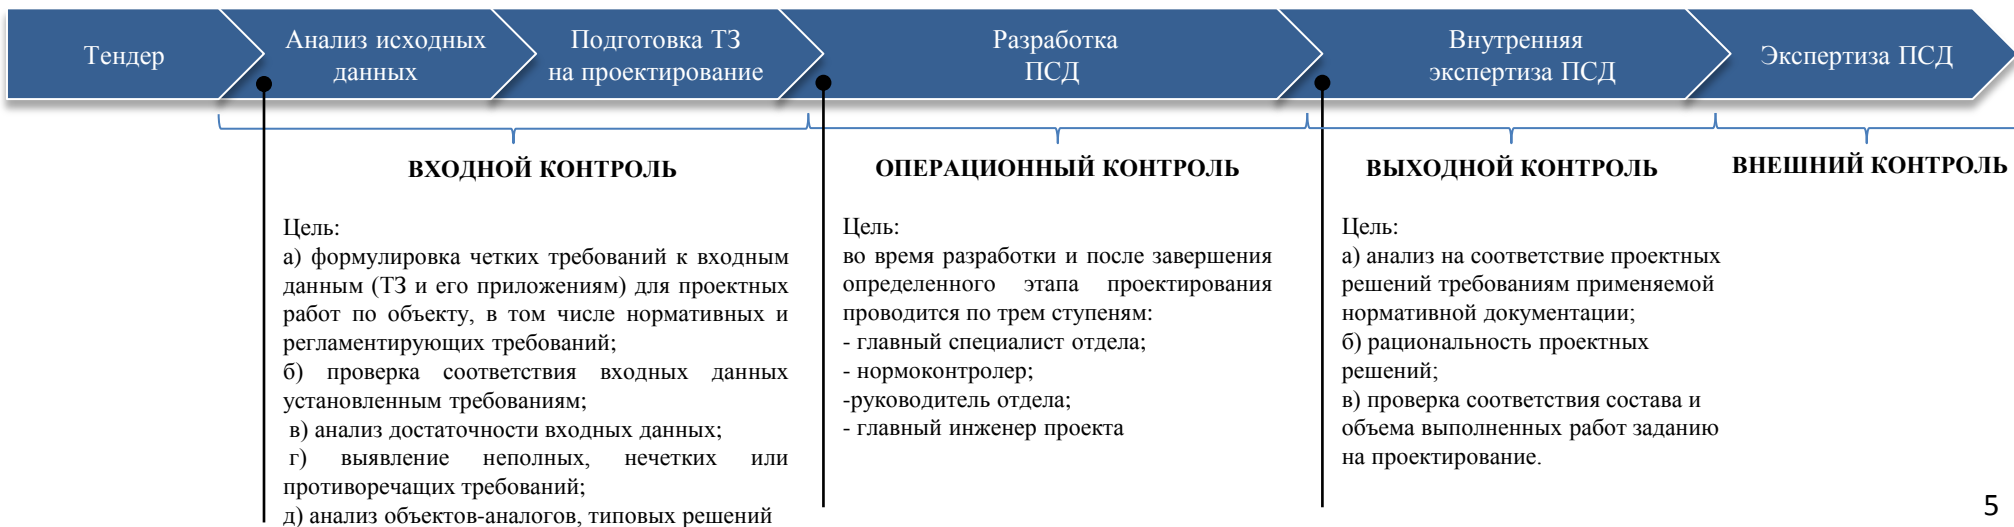 Тендер
Анализ исходных
данных
Подготовка ТЗ
на проектирование
Разработка
ПСД
Внутренняя
экспертиза ПСД
Экспертиза ПСД
ВХОДНОЙ КОНТРОЛЬ
Цель:
а) формулировка четких требований к входным
данным (ТЗ и его приложениям) для проектных
работ по объекту, в том числе нормативных и
регламентирующих требований;
б) проверка соответствия входных данных
установленным требованиям;
в) анализ достаточности входных данных;
г) выявление неполных, нечетких или
противоречащих требований;
д) анализ объектов-аналогов, типовых решений
ОПЕРАЦИОННЫЙ КОНТРОЛЬ
Цель:
во время разработки и после завершения
определенного этапа проектирования
проводится по трем ступеням:
- главный специалист отдела;
- нормоконтролер;
-руководитель отдела;
- главный инженер проекта
ВЫХОДНОЙ КОНТРОЛЬ
Цель:
а) анализ на соответствие проектных
решений требованиям применяемой
нормативной документации;
б) рациональность проектных
решений;
в) проверка соответствия состава и
объема выполненных работ заданию
на проектирование.
ВНЕШНИЙ КОНТРОЛЬ
5